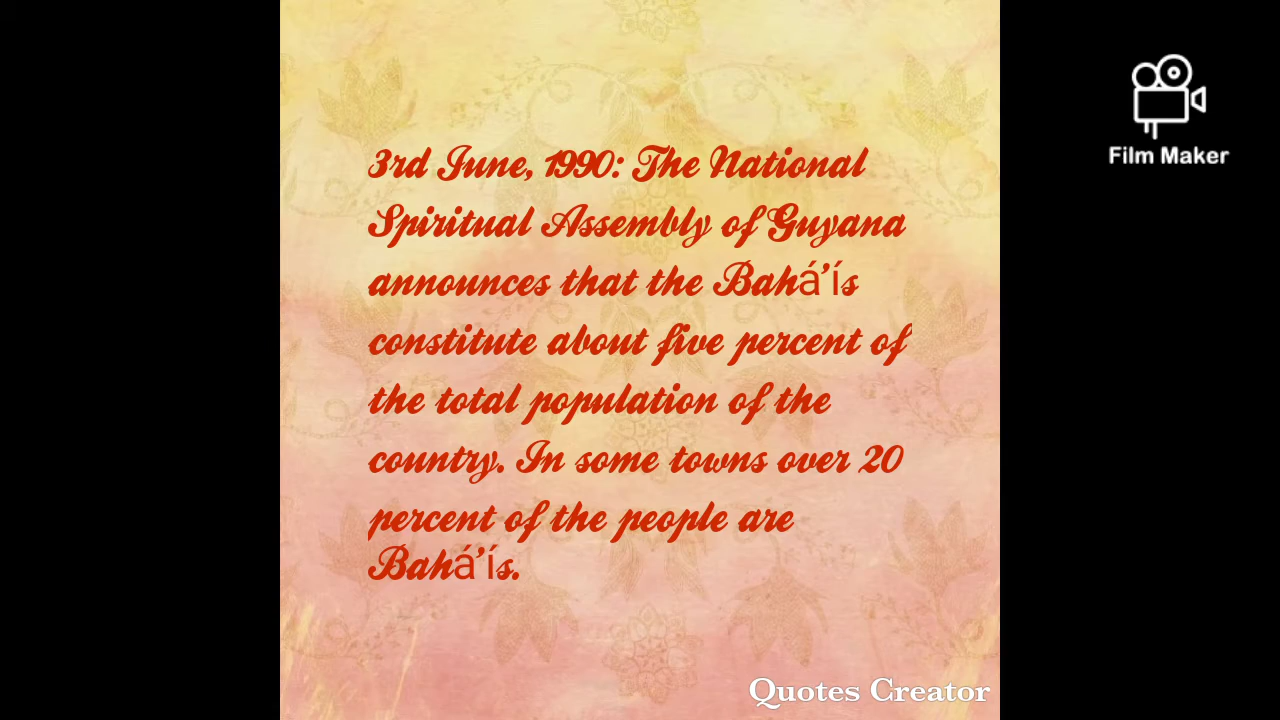 3rd June, 1990: The National
Spiritual Assembly of Guyana
announces that the Bahá’ís
constitute about five percent of
the total population of the
country. In some towns over 20
percent of the people are
Bahá’ís.
Film Maker
Quotes Creator